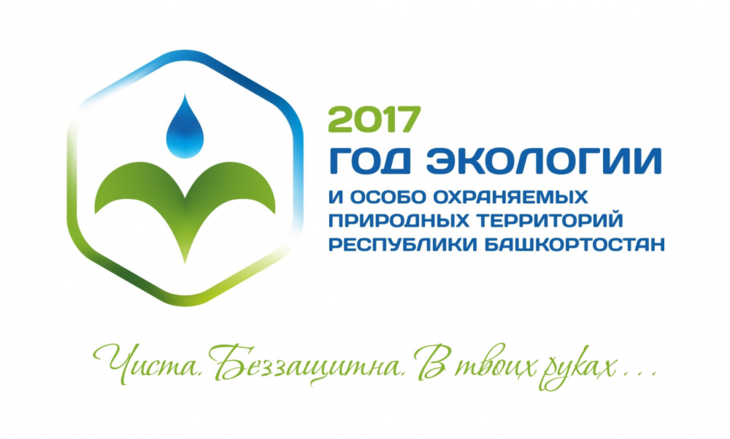 2017
ГОД ЭКОЛОГИИ
И ОСОБО ОХРАНЯЕМЫХ
ПРИРОДНЫХ ТЕРРИТОРИЙ
РЕСПУБЛИКИ БАШКОРТОСТАН
Чиста. Беззащитна. В твоих руках...